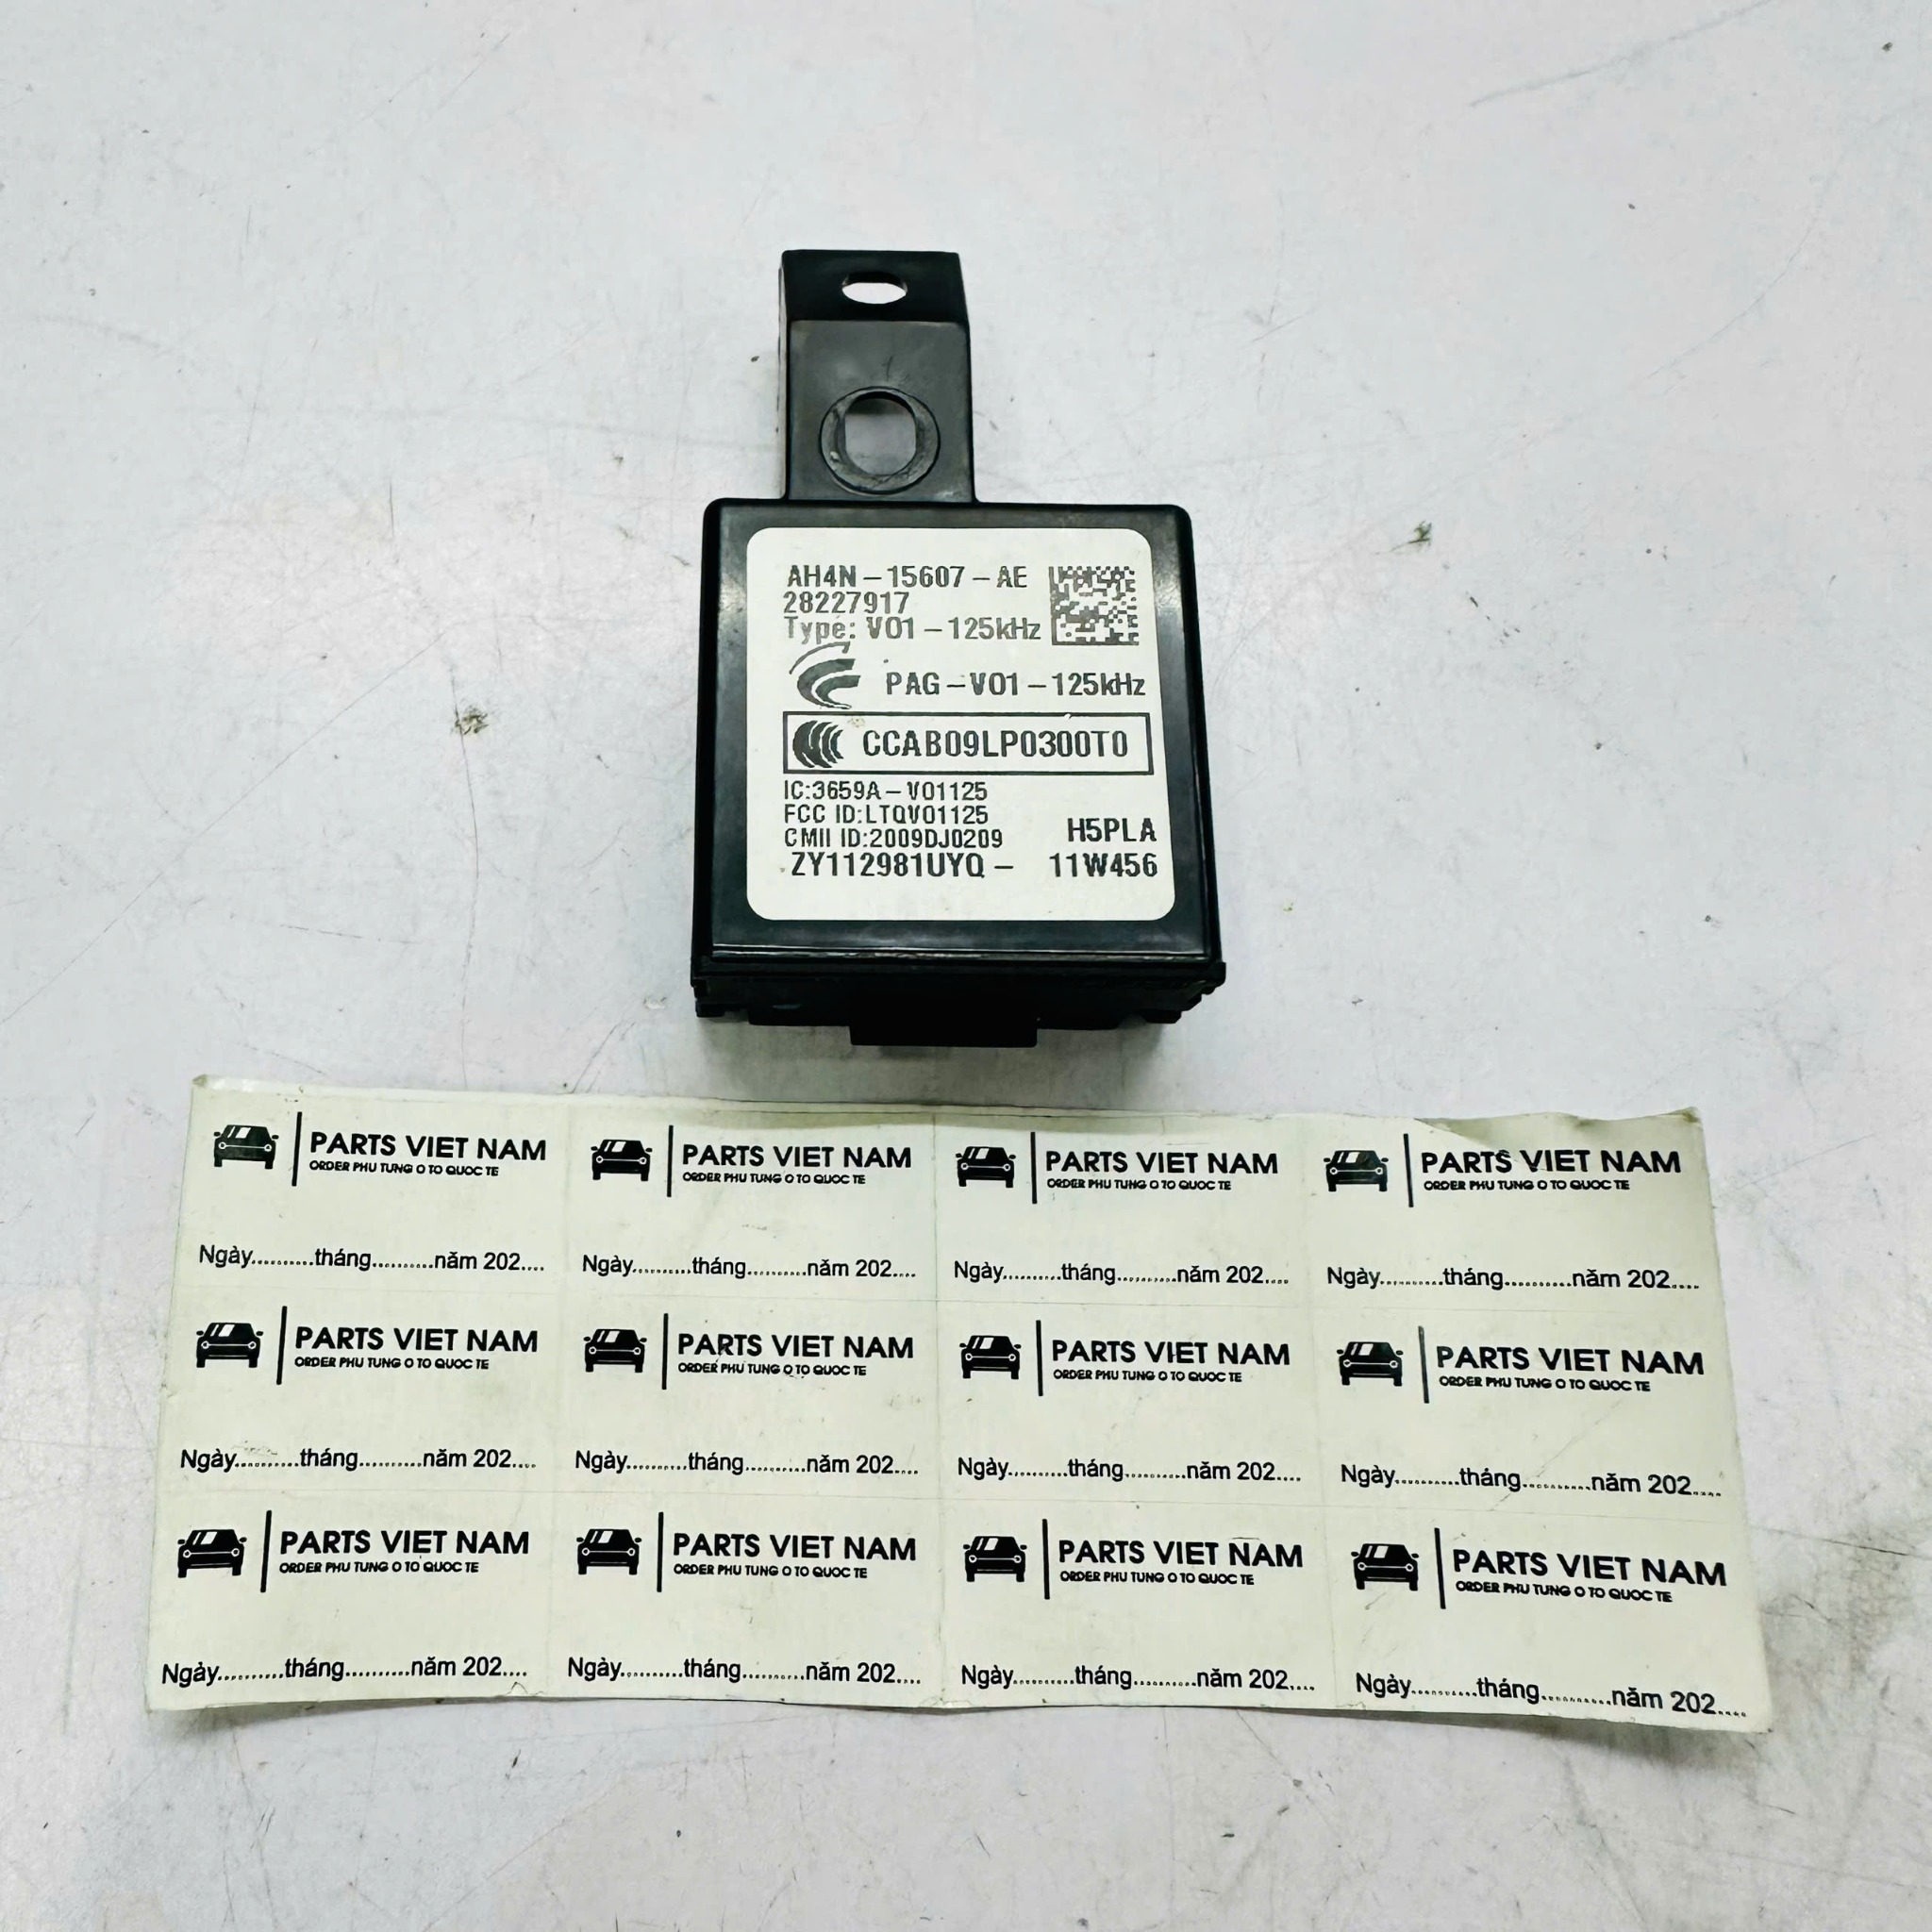 AH4N-15607-AE
28227917
Type: V01-125kHz
PAG-V01-125kHz
CCAB09LP0300T0
IC:3659A-V01125
FCC ID:LTQV01125
CMII ID:2009DJ0209
H5PLA
ZY112981UYQ- 11W456
PARTS VIET NAM
ORDER PHU TUNG O TO QUOC TE
Ngày..........tháng..........năm 202....
PARTS VIET NAM
ORDER PHU TUNG O TO QUOC TE
Ngày..........tháng..........năm 202....
PARTS VIET NAM
ORDER PHU TUNG O TO QUOC TE
Ngày..........tháng..........năm 202....
PARTS VIET NAM
ORDER PHU TUNG O TO QUOC TE
Ngày..........tháng..........năm 202....
PARTS VIET NAM
ORDER PHU TUNG O TO QUOC TE
Ngày..........tháng..........năm 202....
PARTS VIET NAM
ORDER PHU TUNG O TO QUOC TE
Ngày..........tháng..........năm 202....
PARTS VIET NAM
ORDER PHU TUNG O TO QUOC TE
Ngày..........tháng..........năm 202....
PARTS VIET NAM
ORDER PHU TUNG O TO QUOC TE
Ngày..........tháng..........năm 202....
PARTS VIET NAM
ORDER PHU TUNG O TO QUOC TE
Ngày..........tháng..........năm 202....
PARTS VIET NAM
ORDER PHU TUNG O TO QUOC TE
Ngày..........tháng..........năm 202....
PARTS VIET NAM
ORDER PHU TUNG O TO QUOC TE
Ngày..........tháng..........năm 202....
PARTS VIET NAM
ORDER PHU TUNG O TO QUOC TE
Ngày..........tháng..........năm 202....